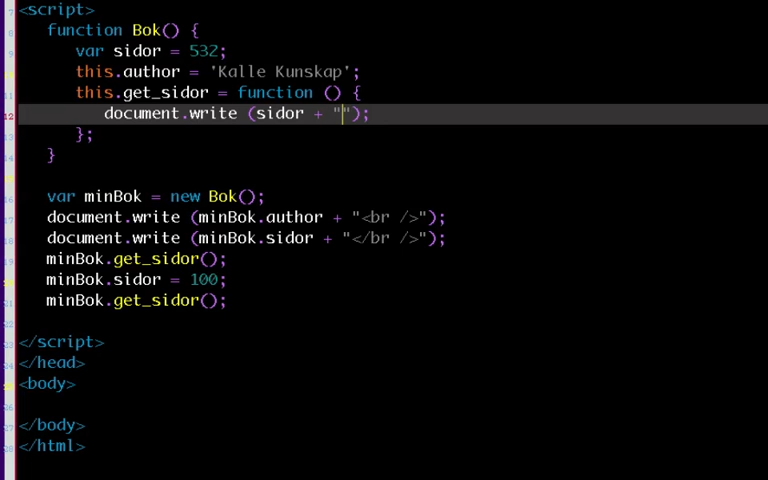 <script>
function Bok() {
var sidor = 532;
this.author = 'Kalle Kunskap';
this.get_sidor = function () {
12 document.write (sidor + "");
};
}
var minBok = new Bok();
document.write (minBok.author + "<br />");
document.write (minBok.sidor + "</br />");
minBok.get_sidor();
minBok.sidor = 100;
minBok.get_sidor();
</script>
</head>
<body>
</body>
</html>